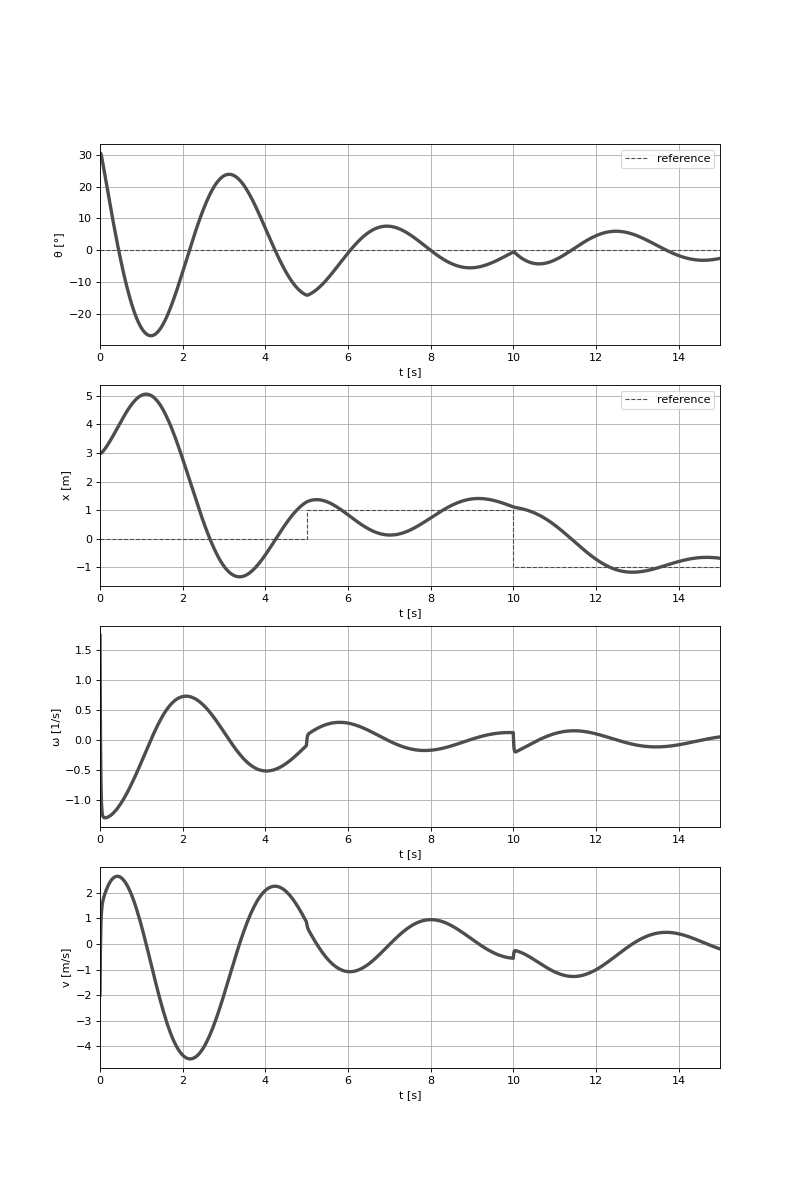 30
20
10
0
−10
−20
θ [°]
reference
0 2 4 6 8 10 12 14
t [s]
5
4
3
2
1
0
−1
x [m]
reference
0 2 4 6 8 10 12 14
t [s]
1.5
1.0
0.5
0.0
−0.5
−1.0
ω [1/s]
0 2 4 6 8 10 12 14
t [s]
2
1
0
−1
−2
−3
−4
v [m/s]
0 2 4 6 8 10 12 14
t [s]